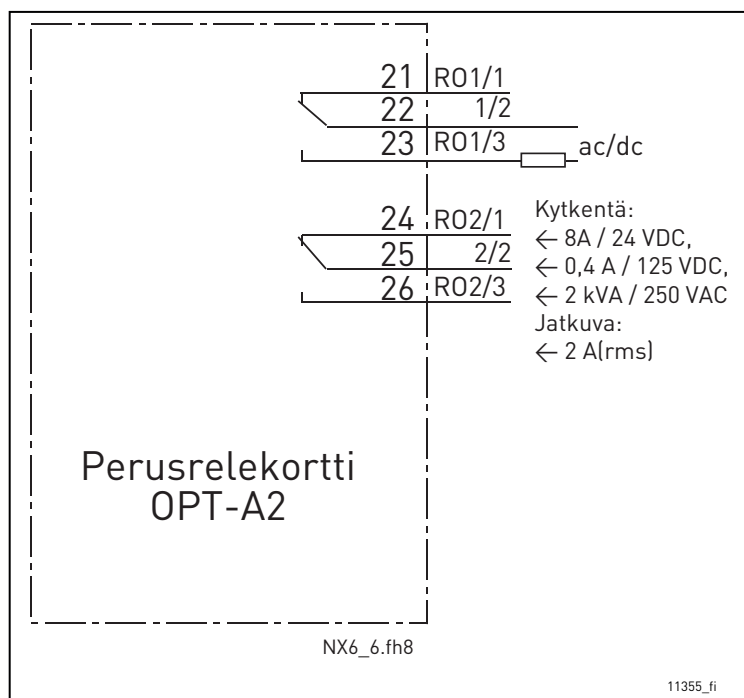 21 RO1/1
22 1/2
23 RO1/3 ac/dc
24 RO2/1
25 2/2
26 RO2/3
Kytkentä:
← 8A / 24 VDC,
← 0,4 A / 125 VDC,
← 2 kVA / 250 VAC
Jatkuva:
← 2 A(rms)
Perusrelekortti
OPT-A2
NX6_6.fh8
11355_fi